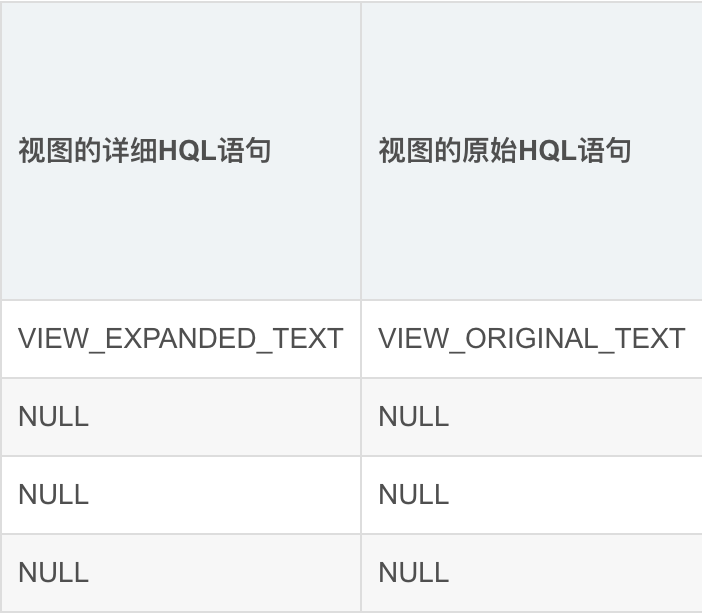 视图的详细HQL语句 视图的原始HQL语句
VIEW_EXPANDED_TEXT VIEW_ORIGINAL_TEXT
NULL NULL
NULL NULL
NULL NULL